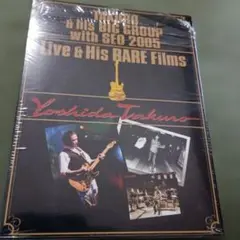 & HIS BIG GROUP
with SEO 2005
Live & His RARE Films
Yoshida Takuro